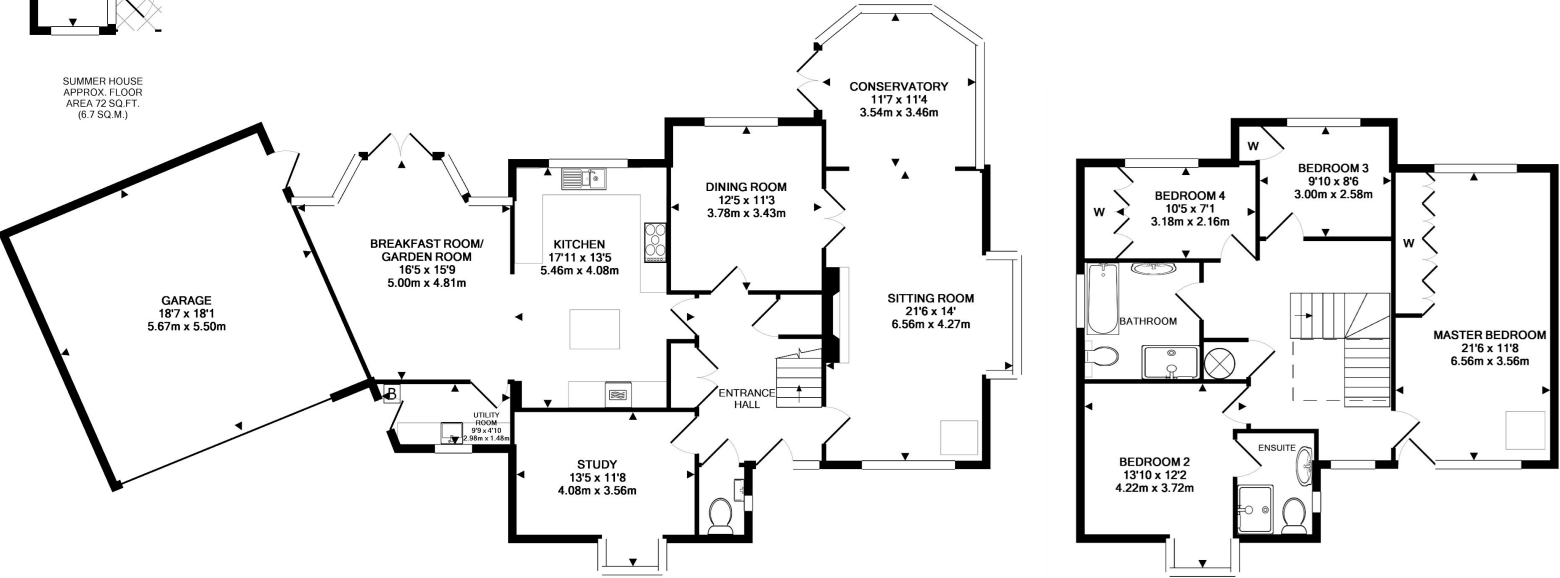 SUMMER HOUSE
APPROX. FLOOR
AREA 72 SQ.FT.
(6.7 SQ.M.)
GARAGE
18'7 x 18'1
5.67m x 5.50m
BREAKFAST ROOM/
GARDEN ROOM
16'5 x 15'9
5.00m x 4.81m
B
UTILITY
ROOM
9'9 x 4'10
2.98m x 1.48m
KITCHEN
17'11 x 13'5
5.46m x 4.08m
DINING ROOM
12'5 x 11'3
3.78m x 3.43m
CONSERVATORY
11'7 x 11'4
3.54m x 3.46m
SITTING ROOM
21'6 x 14'
6.56m x 4.27m
ENTRANCE
HALL
STUDY
13'5 x 11'8
4.08m x 3.56m
W
BEDROOM 4
10'5 x 7'1
3.18m x 2.16m
W
BEDROOM 3
9'10 x 8'6
3.00m x 2.58m
W
BATHROOM
MASTER BEDROOM
21'6 x 11'8
6.56m x 3.56m
BEDROOM 2
13'10 x 12'2
4.22m x 3.72m
ENSUITE